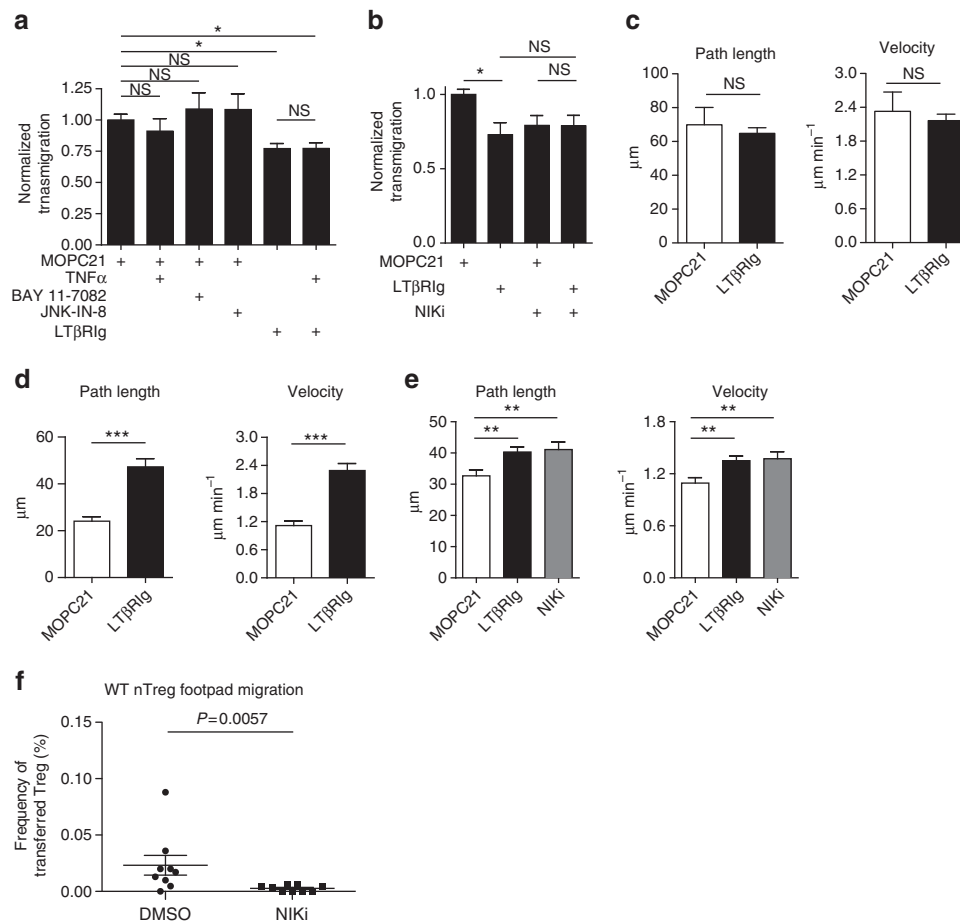 a
*
*
NS
NS
NS
NS
Normalized
trnasmigration
1.25
1.00
0.75
0.50
0.25
0.00
MOPC21 + + + +
TNFα + +
BAY 11-7082 +
JNK-IN-8 +
LTβRIg + +
b
NS
* NS
Normalized
transmigration
1.0
0.5
0.0
MOPC21 + +
LTβRIg + +
NIKi + +
c
Path length
NS
μm
100
80
60
40
20
0
MOPC21
LTβRIg
Velocity
NS
μm min−1
3.0
2.4
1.8
1.2
0.6
0.0
MOPC21
LTβRIg
d
Path length
***
μm
60
40
20
0
MOPC21
LTβRIg
Velocity
***
μm min−1
3.0
2.4
1.8
1.2
0.6
0.0
MOPC21
LTβRIg
e
Path length
**
**
μm
50
40
30
20
10
0
MOPC21
LTβRIg
NIKi
Velocity
**
**
μm min−1
1.8
1.2
0.6
0.0
MOPC21
LTβRIg
NIKi
f
WT nTreg footpad migration
P=0.0057
Frequency of
transferred Treg (%)
0.15
0.10
0.05
0.00
DMSO
NIKi